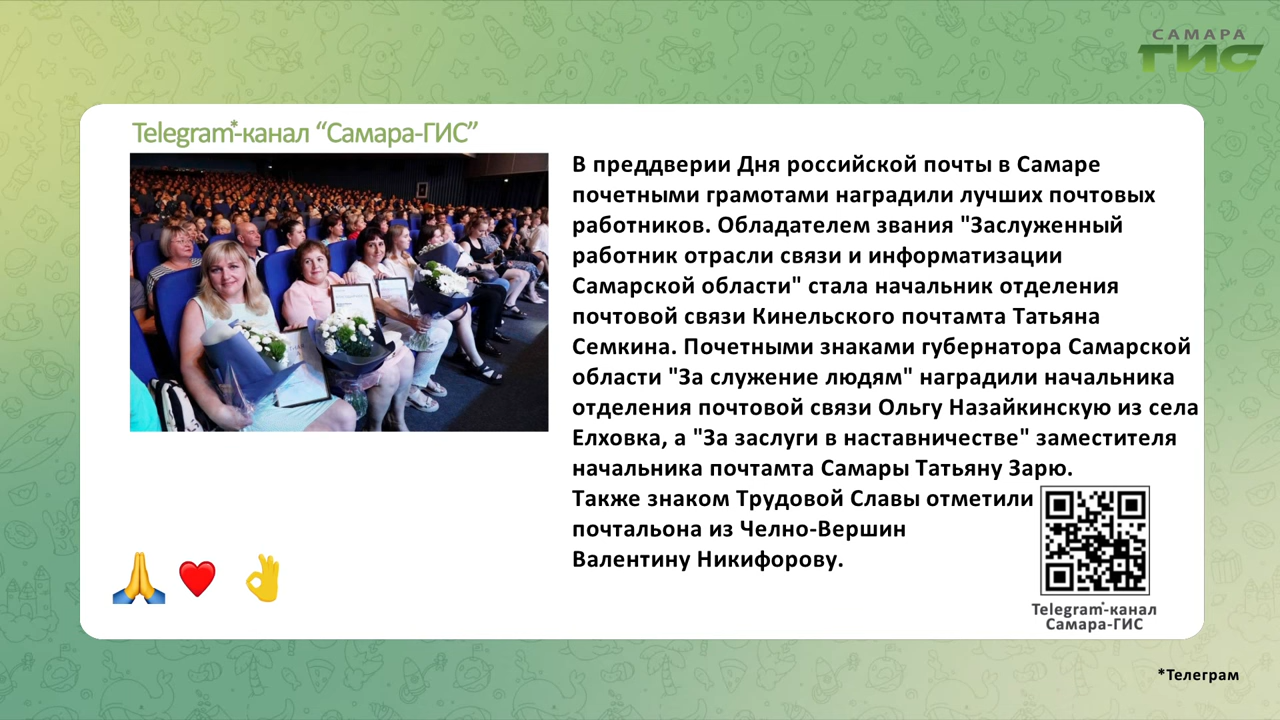 САМАРА
ГИС
Telegram*-канал “Самара-ГИС”
В преддверии Дня российской почты в Самаре
почетными грамотами наградили лучших почтовых
работников. Обладателем звания "Заслуженный
работник отрасли связи и информатизации
Самарской области" стала начальник отделения
почтовой связи Кинельского почтамта Татьяна
Семкина. Почетными знаками губернатора Самарской
области "За служение людям" наградили начальника
отделения почтовой связи Ольгу Назайкинскую из села
Елховка, а "За заслуги в наставничестве" заместителя
начальника почтамта Самары Татьяну Зарю.
Также знаком Трудовой Славы отметили
почтальона из Челно-Вершин
Валентину Никифорову.
Telegram*-канал
Самара-ГИС
*Телеграм